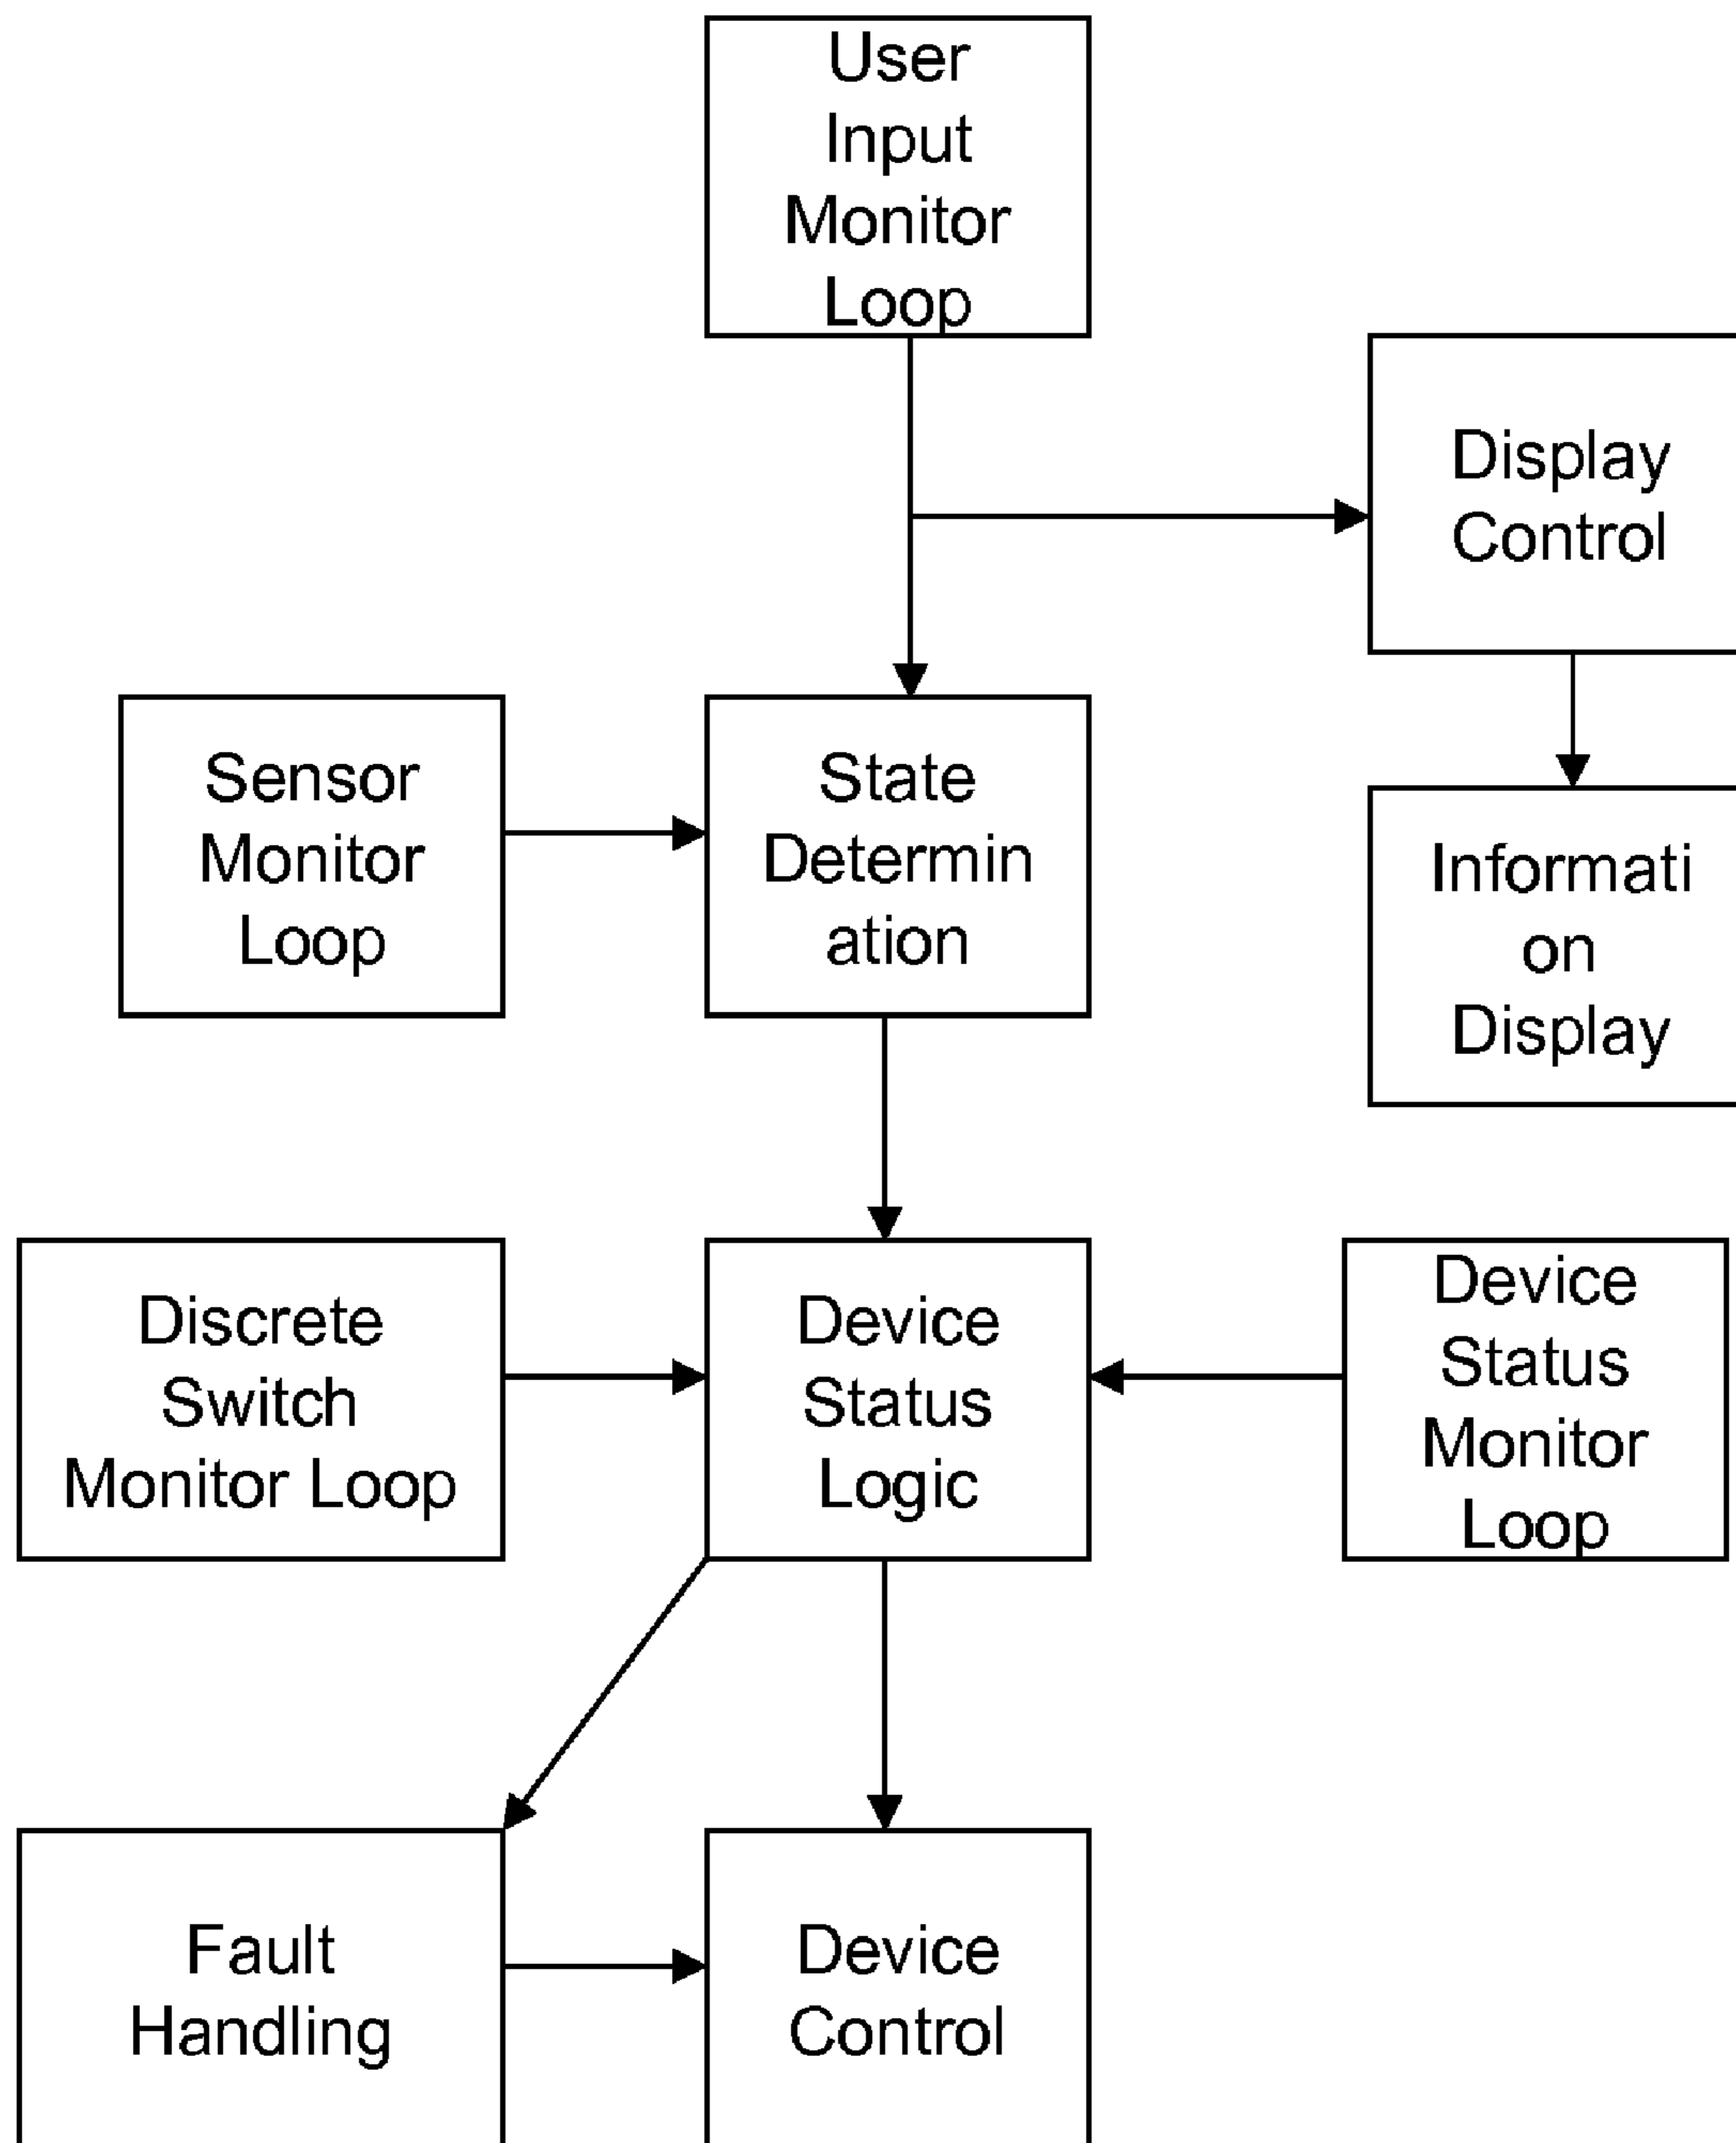 User
Input
Monitor
Loop
Display
Control
Sensor
Monitor
Loop
State
Determin
ation
Informati
on
Display
Discrete
Switch
Monitor Loop
Device
Status
Logic
Device
Status
Monitor
Loop
Fault
Handling
Device
Control